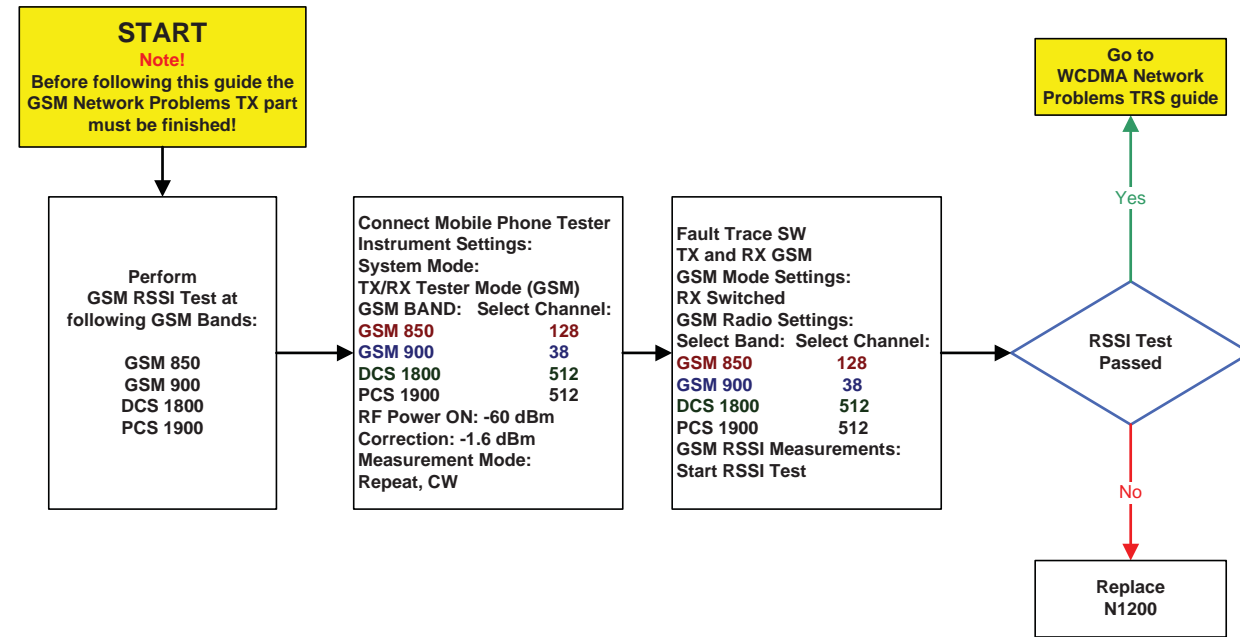 START
Note!
Before following this guide the
GSM Network Problems TX part
must be finished!
Perform
GSM RSSI Test at
following GSM Bands:
GSM 850
GSM 900
DCS 1800
PCS 1900
Connect Mobile Phone Tester
Instrument Settings:
System Mode:
TX/RX Tester Mode (GSM)
GSM BAND: Select Channel:
GSM 850 128
GSM 900 38
DCS 1800 512
PCS 1900 512
RF Power ON: -60 dBm
Correction: -1.6 dBm
Measurement Mode:
Repeat, CW
Fault Trace SW
TX and RX GSM
GSM Mode Settings:
RX Switched
GSM Radio Settings:
Select Band: Select Channel:
GSM 850 128
GSM 900 38
DCS 1800 512
PCS 1900 512
GSM RSSI Measurements:
Start RSSI Test
RSSI Test
Passed
Yes
Go to
WCDMA Network
Problems TRS guide
No
Replace
N1200